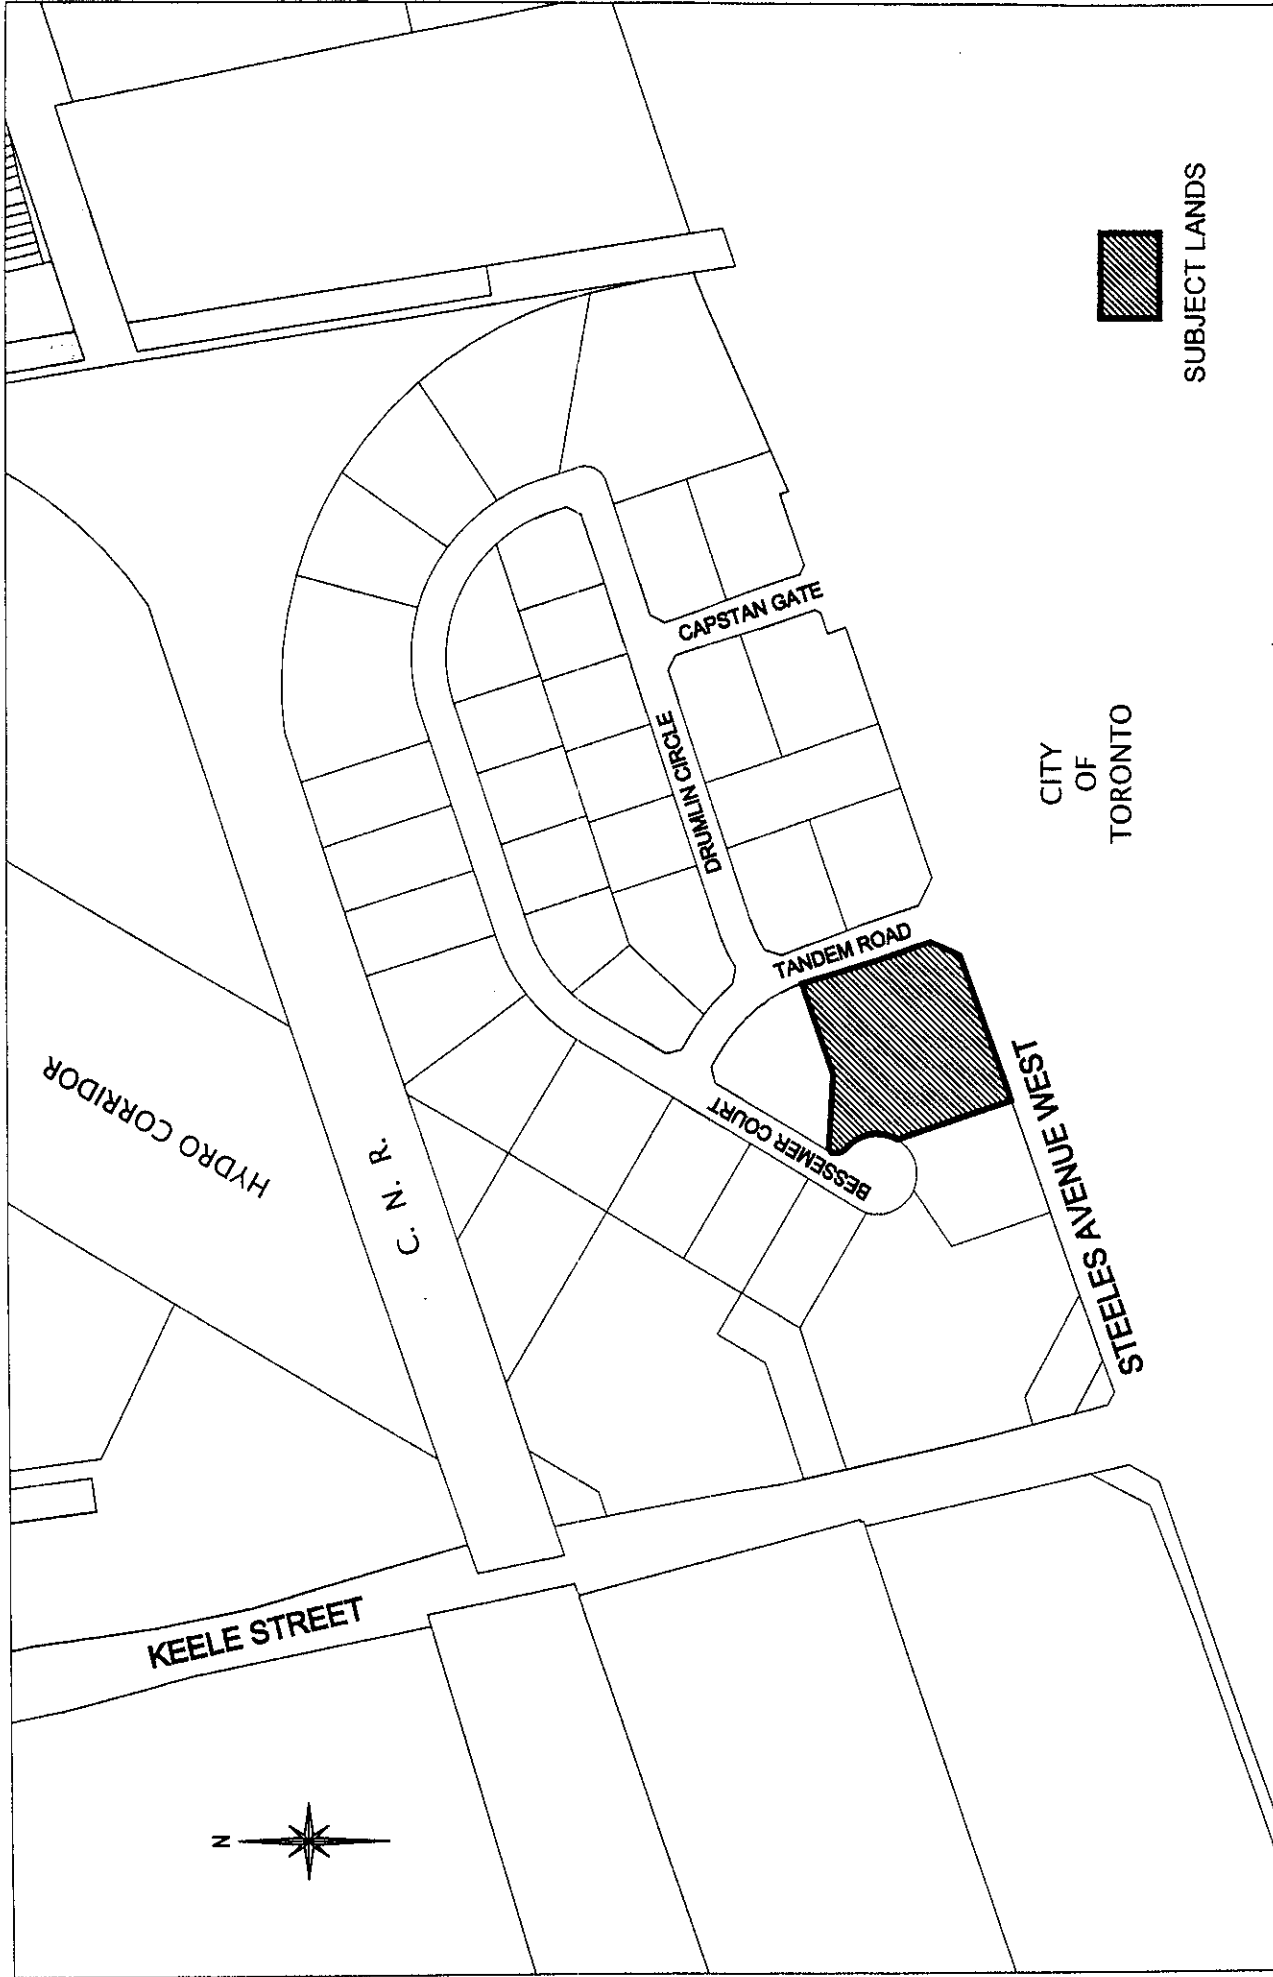 HYDRO CORRIDOR
C. N. R.
KEELE STREET
N
CAPSTAN GATE
DRUMLIN CIRCLE
TANDEM ROAD
BESSEMER COURT
STEELES AVENUE WEST
CITY
OF
TORONTO
SUBJECT LANDS